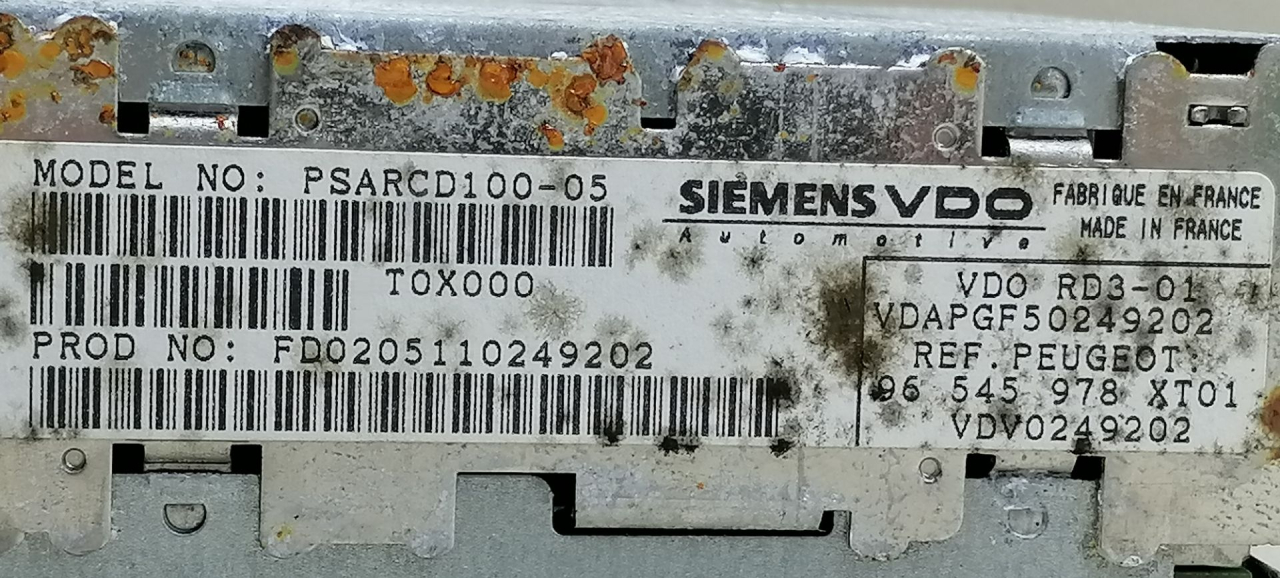 MODEL NO: PSARCD100-05
T0X000
PROD NO: FD0205110249202
SIEMENS VDO
Automotive
FABRIQUE EN FRANCE
MADE IN FRANCE
VDO RD3-01
VDAPGF50249202
REF.PEUGEOT:
96 545 978 XT01
VDV0249202